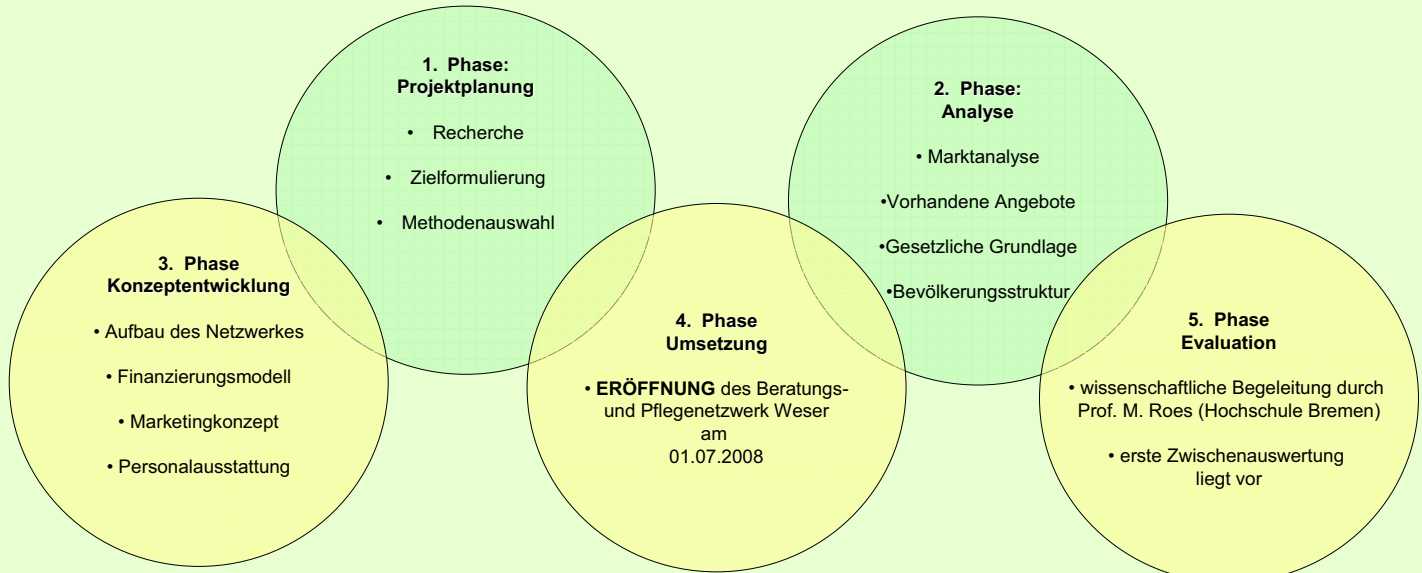 1. Phase:
Projektplanung
• Recherche
• Zielformulierung
• Methodenauswahl
2. Phase:
Analyse
• Marktanalyse
•Vorhandene Angebote
•Gesetzliche Grundlage
•Bevölkerungsstruktur
3. Phase
Konzeptentwicklung
• Aufbau des Netzwerkes
• Finanzierungsmodell
• Marketingkonzept
• Personalausstattung
4. Phase
Umsetzung
• ERÖFFNUNG des Beratungs-
und Pflegenetzwerk Weser
am
01.07.2008
5. Phase
Evaluation
• wissenschaftliche Begeleitung durch
Prof. M. Roes (Hochschule Bremen)
• erste Zwischenauswertung
liegt vor